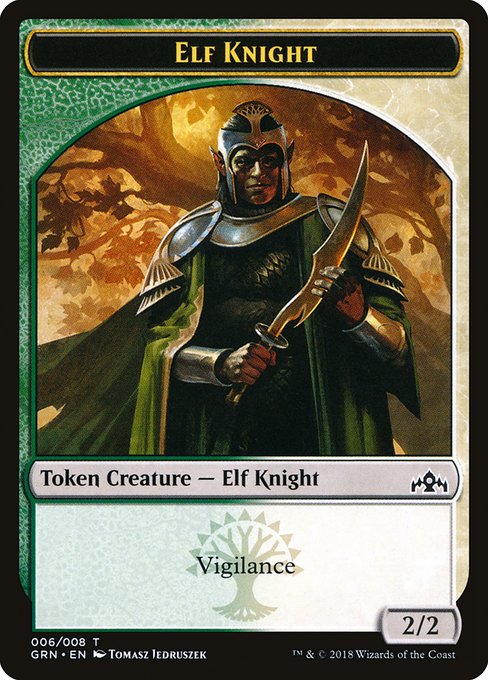 Elf Knight
Token Creature — Elf Knight
Vigilance
2/2
006/008 T
GRN • EN Tomasz Jedruszek
™ & © 2018 Wizards of the Coast